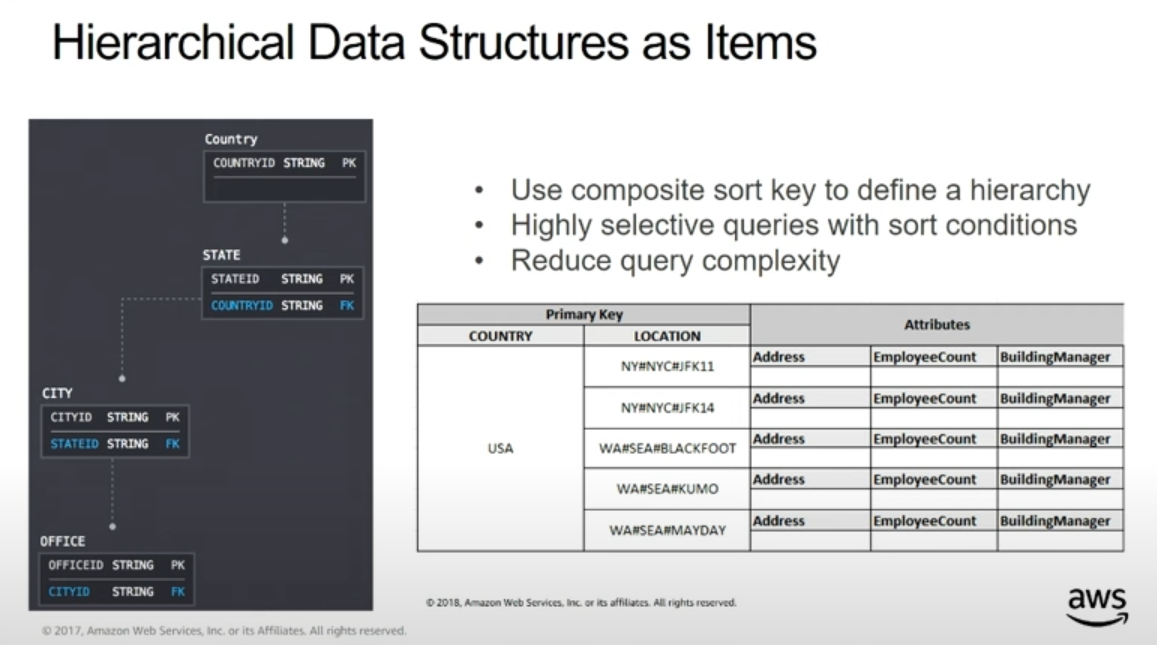 Hierarchical Data Structures as Items
Country
COUNTRYID STRING PK
STATE
STATEID STRING PK
COUNTRYID STRING FK
CITY
CITYID STRING PK
STATEID STRING FK
OFFICE
OFFICEID STRING PK
CITYID STRING FK
• Use composite sort key to define a hierarchy
• Highly selective queries with sort conditions
• Reduce query complexity
Primary Key
Attributes
COUNTRY LOCATION
USA
NY#NYC#JFK11
Address EmployeeCount BuildingManager
NY#NYC#JFK14
Address EmployeeCount BuildingManager
WA#SEA#BLACKFOOT
Address EmployeeCount BuildingManager
WA#SEA#KUMO
Address EmployeeCount BuildingManager
WA#SEA#MAYDAY
Address EmployeeCount BuildingManager
© 2018, Amazon Web Services, Inc. or its affiliates. All rights reserved.
aws
© 2017, Amazon Web Services, Inc. or its Affiliates. All rights reserved.